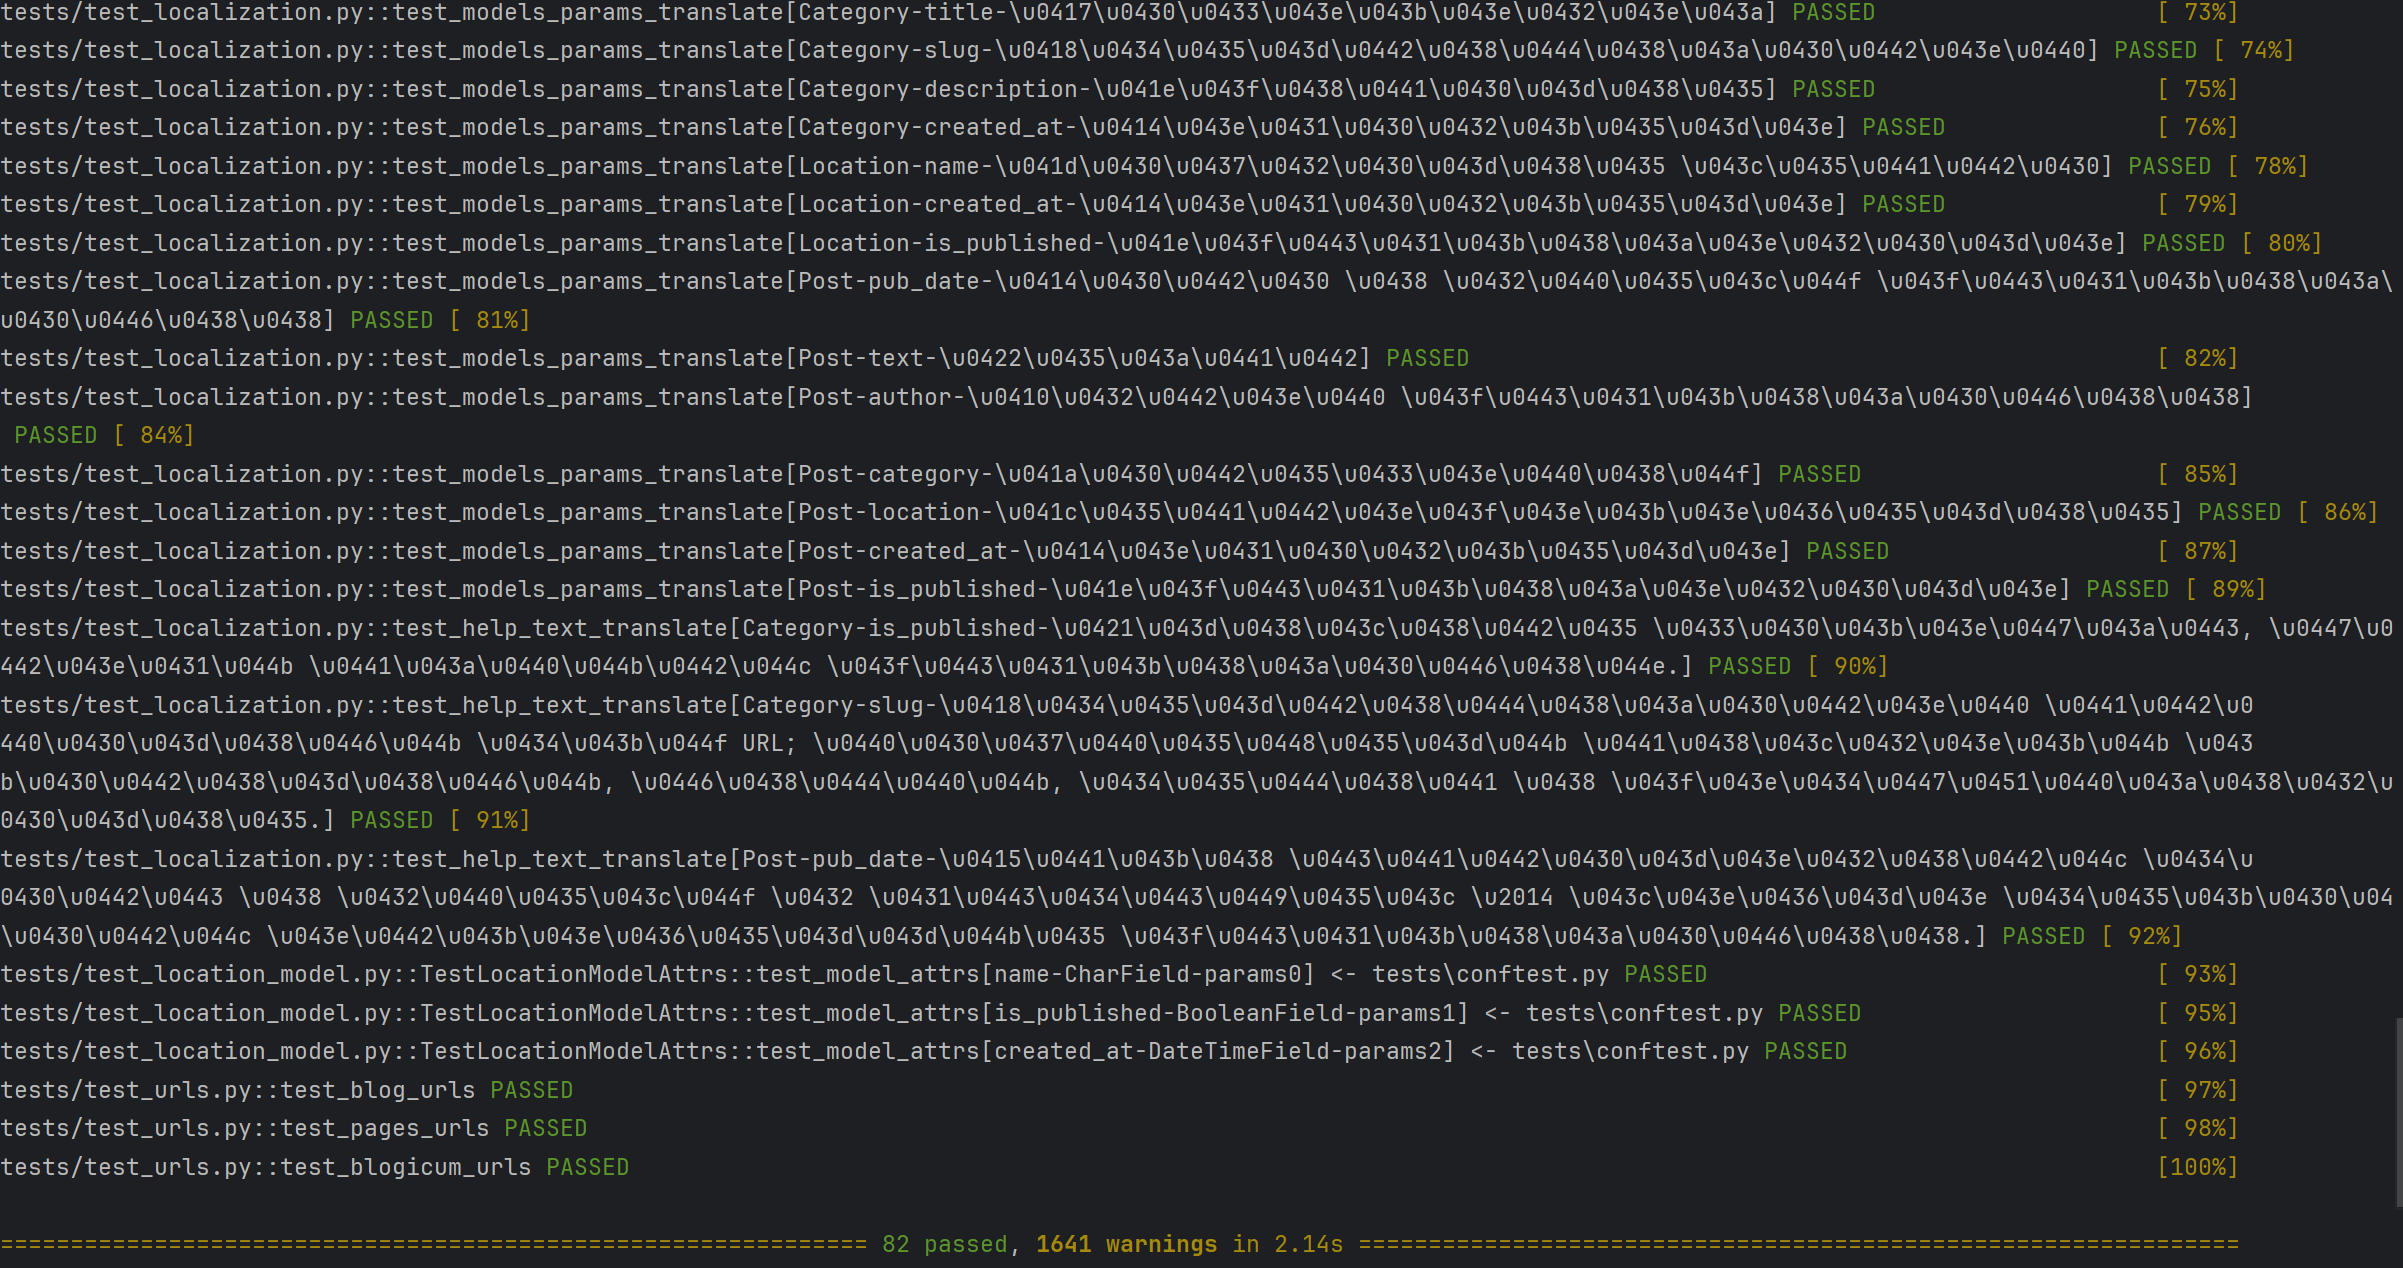 tests/test_localization.py::test_models_params_translate[Category-title-\u0417\u0430\u0433\u043e\u043b\u043e\u0432\u043e\u043a] PASSED [ 73%]
tests/test_localization.py::test_models_params_translate[Category-slug-\u0418\u0434\u0435\u043d\u0442\u0438\u0444\u0438\u043a\u0430\u0442\u043e\u0440] PASSED [ 74%]
tests/test_localization.py::test_models_params_translate[Category-description-\u041e\u043f\u0438\u0441\u0430\u043d\u0438\u0435] PASSED [ 75%]
tests/test_localization.py::test_models_params_translate[Category-created_at-\u0414\u043e\u0431\u0430\u0432\u043b\u0435\u043d\u043e] PASSED [ 76%]
tests/test_localization.py::test_models_params_translate[Location-name-\u041d\u0430\u0437\u0432\u0430\u043d\u0438\u0435 \u043c\u0435\u0441\u0442\u0430] PASSED [ 78%]
tests/test_localization.py::test_models_params_translate[Location-created_at-\u0414\u043e\u0431\u0430\u0432\u043b\u0435\u043d\u043e] PASSED [ 79%]
tests/test_localization.py::test_models_params_translate[Location-is_published-\u041e\u043f\u0443\u0431\u043b\u0438\u043a\u043e\u0432\u0430\u043d\u043e] PASSED [ 80%]
tests/test_localization.py::test_models_params_translate[Post-pub_date-\u0414\u0430\u0442\u0430 \u0438 \u0432\u0440\u0435\u043c\u044f \u043f\u0443\u0431\u043b\u0438\u043a\u043a\
u0430\u0446\u0438\u0438] PASSED [ 81%]
tests/test_localization.py::test_models_params_translate[Post-text-\u0422\u0435\u043a\u0441\u0442] PASSED [ 82%]
tests/test_localization.py::test_models_params_translate[Post-author-\u0410\u0432\u0442\u043e\u0440 \u043f\u0443\u0431\u043b\u0438\u043a\u0430\u0446\u0438\u0438]
PASSED [ 84%]
tests/test_localization.py::test_models_params_translate[Post-category-\u041a\u0430\u0442\u0435\u0433\u043e\u0440\u0438\u044f] PASSED [ 85%]
tests/test_localization.py::test_models_params_translate[Post-location-\u041c\u0435\u0441\u0442\u043e\u043f\u043e\u043b\u043e\u0436\u0435\u043d\u0438\u0435] PASSED [ 86%]
tests/test_localization.py::test_models_params_translate[Post-created_at-\u0414\u043e\u0431\u0430\u0432\u043b\u0435\u043d\u043e] PASSED [ 87%]
tests/test_localization.py::test_models_params_translate[Post-is_published-\u041e\u043f\u0443\u0431\u043b\u0438\u043a\u043e\u0432\u0430\u043d\u043e] PASSED [ 89%]
tests/test_localization.py::test_help_text_translate[Category-is_published-\u0421\u043d\u0438\u043c\u0438\u0442\u0435 \u0433\u0430\u043b\u043e\u0447\u043a\u0443, \u0447\u0
442\u043e\u0431\u044b \u0441\u043a\u0440\u044b\u0442\u044c \u043f\u0443\u0431\u043b\u0438\u043a\u0430\u0446\u0438\u044e.] PASSED [ 90%]
tests/test_localization.py::test_help_text_translate[Category-slug-\u0418\u0434\u0435\u043d\u0442\u0438\u0444\u0438\u043a\u0430\u0442\u043e\u0440 \u0441\u0442\u0
440\u0430\u043d\u0438\u0446\u044b \u0434\u043b\u044f URL; \u0440\u0430\u0437\u0440\u0435\u0448\u0435\u043d\u044b \u0441\u0438\u043c\u0432\u043e\u043b\u044b \u043
b\u0430\u0442\u0438\u043d\u0438\u0446\u044b, \u0446\u0438\u0444\u0440\u044b, \u0434\u0435\u0444\u0438\u0441 \u0438 \u043f\u043e\u0434\u0447\u0451\u0440\u043a\u0438\u0432\u
0430\u043d\u0438\u0435.] PASSED [ 91%]
tests/test_localization.py::test_help_text_translate[Post-pub_date-\u0415\u0441\u043b\u0438 \u0443\u0441\u0442\u0430\u043d\u043e\u0432\u0438\u0442\u044c \u0434\u
0430\u0442\u0443 \u0438 \u0432\u0440\u0435\u043c\u044f \u0432 \u0431\u0443\u0434\u0443\u0449\u0435\u043c \u2014 \u043c\u043e\u0436\u043d\u043e \u0434\u0435\u043b\u0430\u04
\u0430\u0442\u044c \u043e\u0442\u043b\u043e\u0436\u0435\u043d\u043d\u044b\u0435 \u043f\u0443\u0431\u043b\u0438\u043a\u0430\u0446\u0438\u0438.] PASSED [ 92%]
tests/test_location_model.py::TestLocationModelAttrs::test_model_attrs[name-CharField-params0] <- tests\conftest.py PASSED [ 93%]
tests/test_location_model.py::TestLocationModelAttrs::test_model_attrs[is_published-BooleanField-params1] <- tests\conftest.py PASSED [ 95%]
tests/test_location_model.py::TestLocationModelAttrs::test_model_attrs[created_at-DateTimeField-params2] <- tests\conftest.py PASSED [ 96%]
tests/test_urls.py::test_blog_urls PASSED [ 97%]
tests/test_urls.py::test_pages_urls PASSED [ 98%]
tests/test_urls.py::test_blogicum_urls PASSED [100%]
============================================================== 82 passed, 1641 warnings in 2.14s ===============================================================